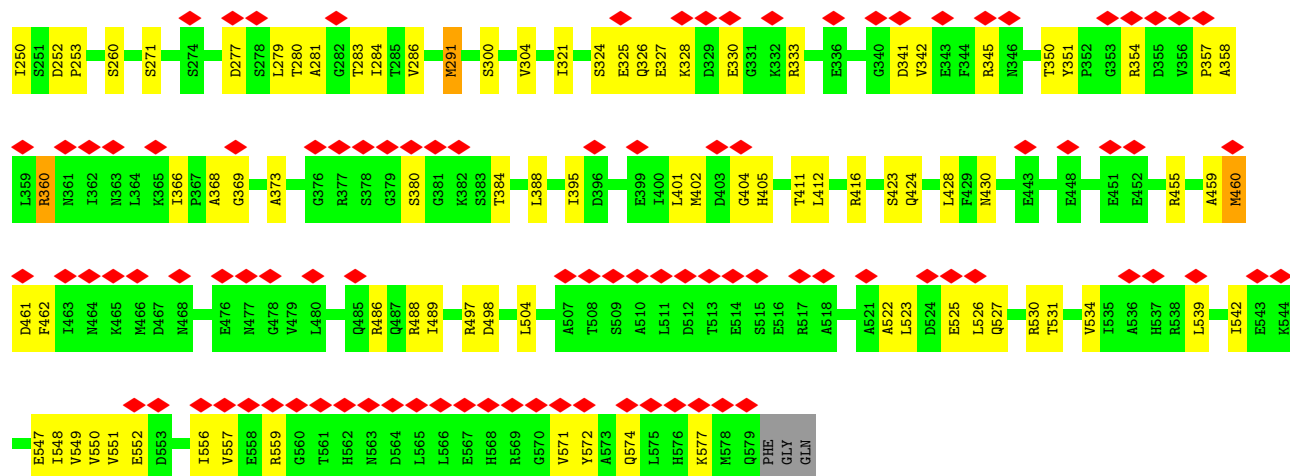 I250 S251 D252 P253 S260 S271 S274 D277 S278 L279 T280 A281 G282 T283 I284 T285 V286 M291 S300 V304 I321 S324 E325 Q326 E327 K328 D329 E330 G331 K332 R333 E336 G340 D341 V342 E343 F344 R345 N346 T350 Y351 P352 G353 R354 D355 V356 P357 A358
L359 R360 N361 I362 N363 L364 K365 I366 P367 A368 G369 A373 G376 R377 S378 G379 S380 G381 K382 S383 T384 L388 I395 D396 E399 I400 L401 M402 D403 G404 H405 T411 L412 R416 S423 Q424 L428 F429 N430 E443 E448 E451 E452 R455 A459 M460
D461 F462 I463 N464 K465 M466 D467 N468 E476 N477 G478 V479 L480 Q485 R486 Q487 R488 I489 R497 D498 L504 A507 T508 S509 A510 L511 D512 T513 E514 S515 E516 R517 A518 A521 A522 L523 D524 E525 L526 Q527 R530 T531 V534 I535 A536 H537 R538 L539 I542 E543 K544
E547 I548 V549 V550 V551 E552 D553 I556 V557 E558 R559 G560 T561 H562 N563 D564 L565 L566 E567 H568 R569 G570 V571 Y572 A573 Q574 L575 H576 K577 M578 Q579 PHE GLY GLN